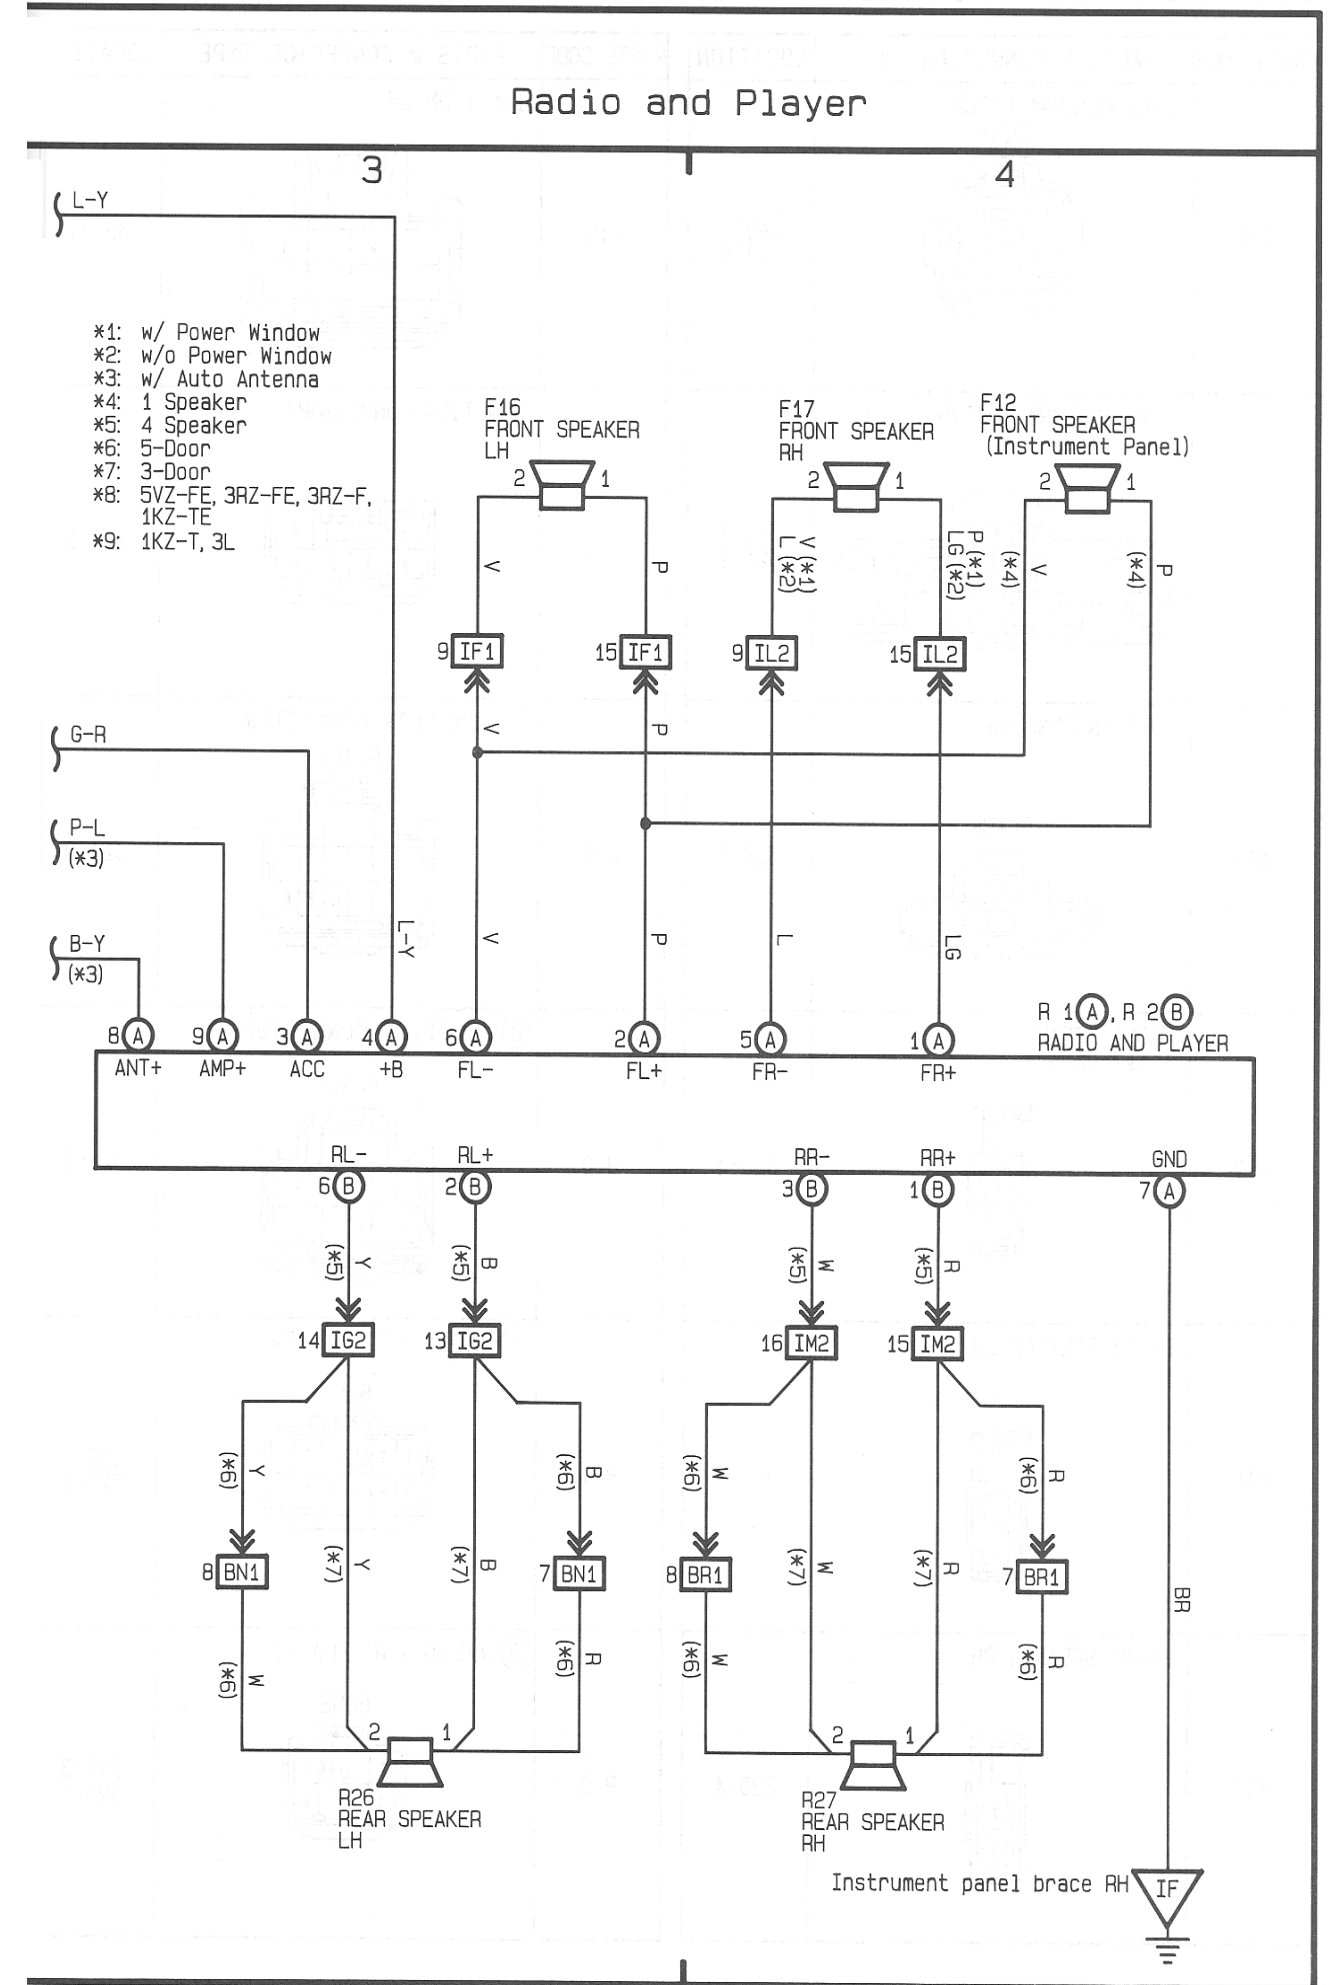 Radio and Player
3
4
L-Y
*1: w/ Power Window
*2: w/o Power Window
*3: w/ Auto Antenna
*4: 1 Speaker
*5: 4 Speaker
*6: 5-Door
*7: 3-Door
*8: 5VZ-FE, 3RZ-FE, 3RZ-F,
1KZ-TE
*9: 1KZ-T, 3L
F16
FRONT SPEAKER
LH
2 1
F17
FRONT SPEAKER
RH
2 1
F12
FRONT SPEAKER
(Instrument Panel)
2 1
V
P
V (*1)
L (*2)
P (*1)
LG (*2)
V
(*4)
P
(*4)
9 IF1
15 IF1
9 IL2
15 IL2
V
P
G-R
P-L
(*3)
B-Y
(*3)
L-Y
V
P
L
LG
R 1 A, R 2 B
RADIO AND PLAYER
8 A
9 A
3 A
4 A
6 A
2 A
5 A
1 A
ANT+
AMP+
ACC
+B
FL-
FL+
FR-
FR+
RL-
RL+
RR-
RR+
GND
6 B
2 B
3 B
1 B
7 A
Y
(*5)
B
(*5)
W
(*5)
R
(*5)
14 IG2
13 IG2
16 IM2
15 IM2
Y
(*6)
B
(*6)
W
(*6)
R
(*6)
Y
(*7)
B
(*7)
W
(*7)
R
(*7)
8 BN1
7 BN1
8 BR1
7 BR1
BR
W
(*6)
R
(*6)
W
(*6)
R
(*6)
2 1
2 1
R26
REAR SPEAKER
LH
R27
REAR SPEAKER
RH
Instrument panel brace RH
IF